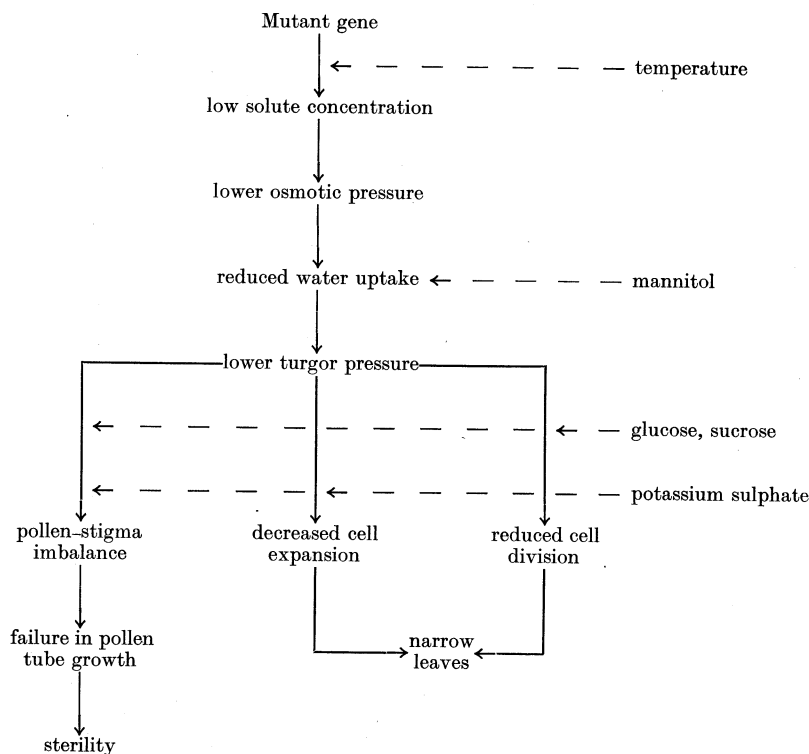 Mutant gene
temperature
low solute concentration
lower osmotic pressure
reduced water uptake
mannitol
lower turgor pressure
glucose, sucrose
potassium sulphate
pollen–stigma
imbalance
decreased cell
expansion
reduced cell
division
failure in pollen
tube growth
narrow
leaves
sterility